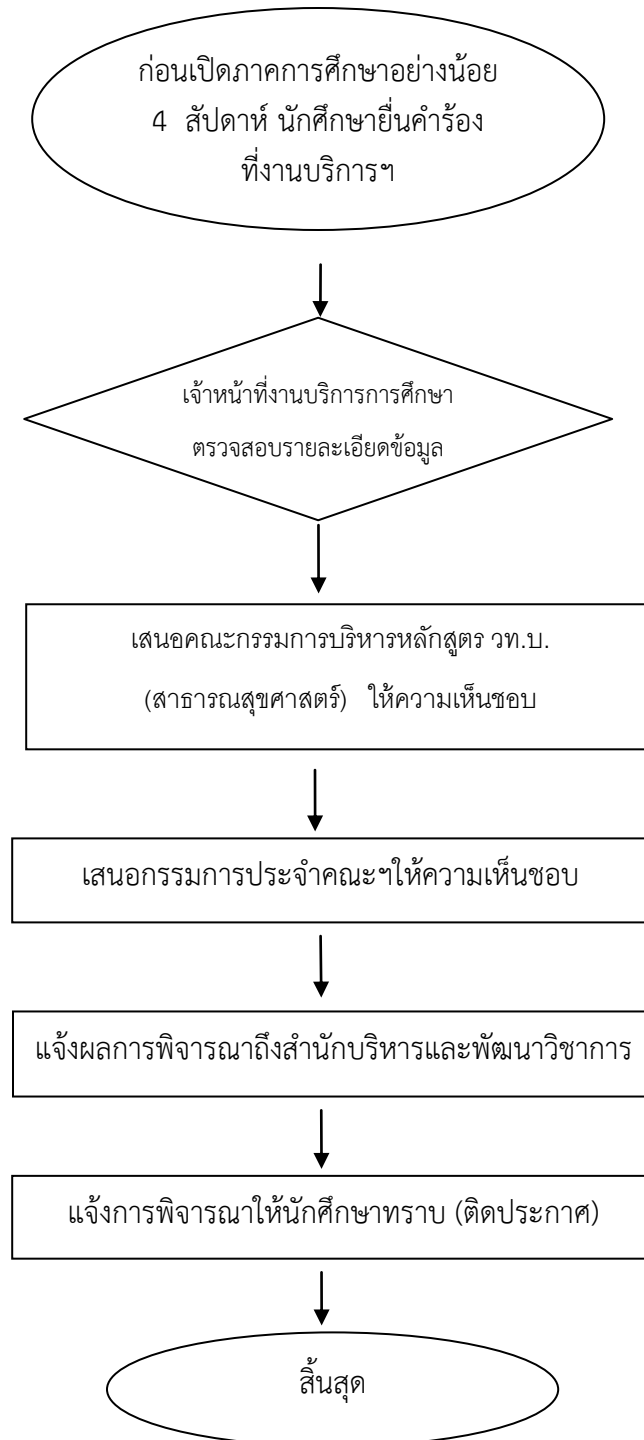 ก่อนเปิดภาคการศึกษาอย่างน้อย
4 สัปดาห์ นักศึกษายื่นคำร้อง
ที่งานบริการฯ
เจ้าหน้าที่งานบริการการศึกษา
ตรวจสอบรายละเอียดข้อมูล
เสนอคณะกรรมการบริหารหลักสูตร วท.บ.
(สาธารณสุขศาสตร์) ให้ความเห็นชอบ
เสนอกรรมการประจำคณะฯให้ความเห็นชอบ
แจ้งผลการพิจารณาถึงสำนักบริหารและพัฒนาวิชาการ
แจ้งการพิจารณาให้นักศึกษาทราบ (ติดประกาศ)
สิ้นสุด